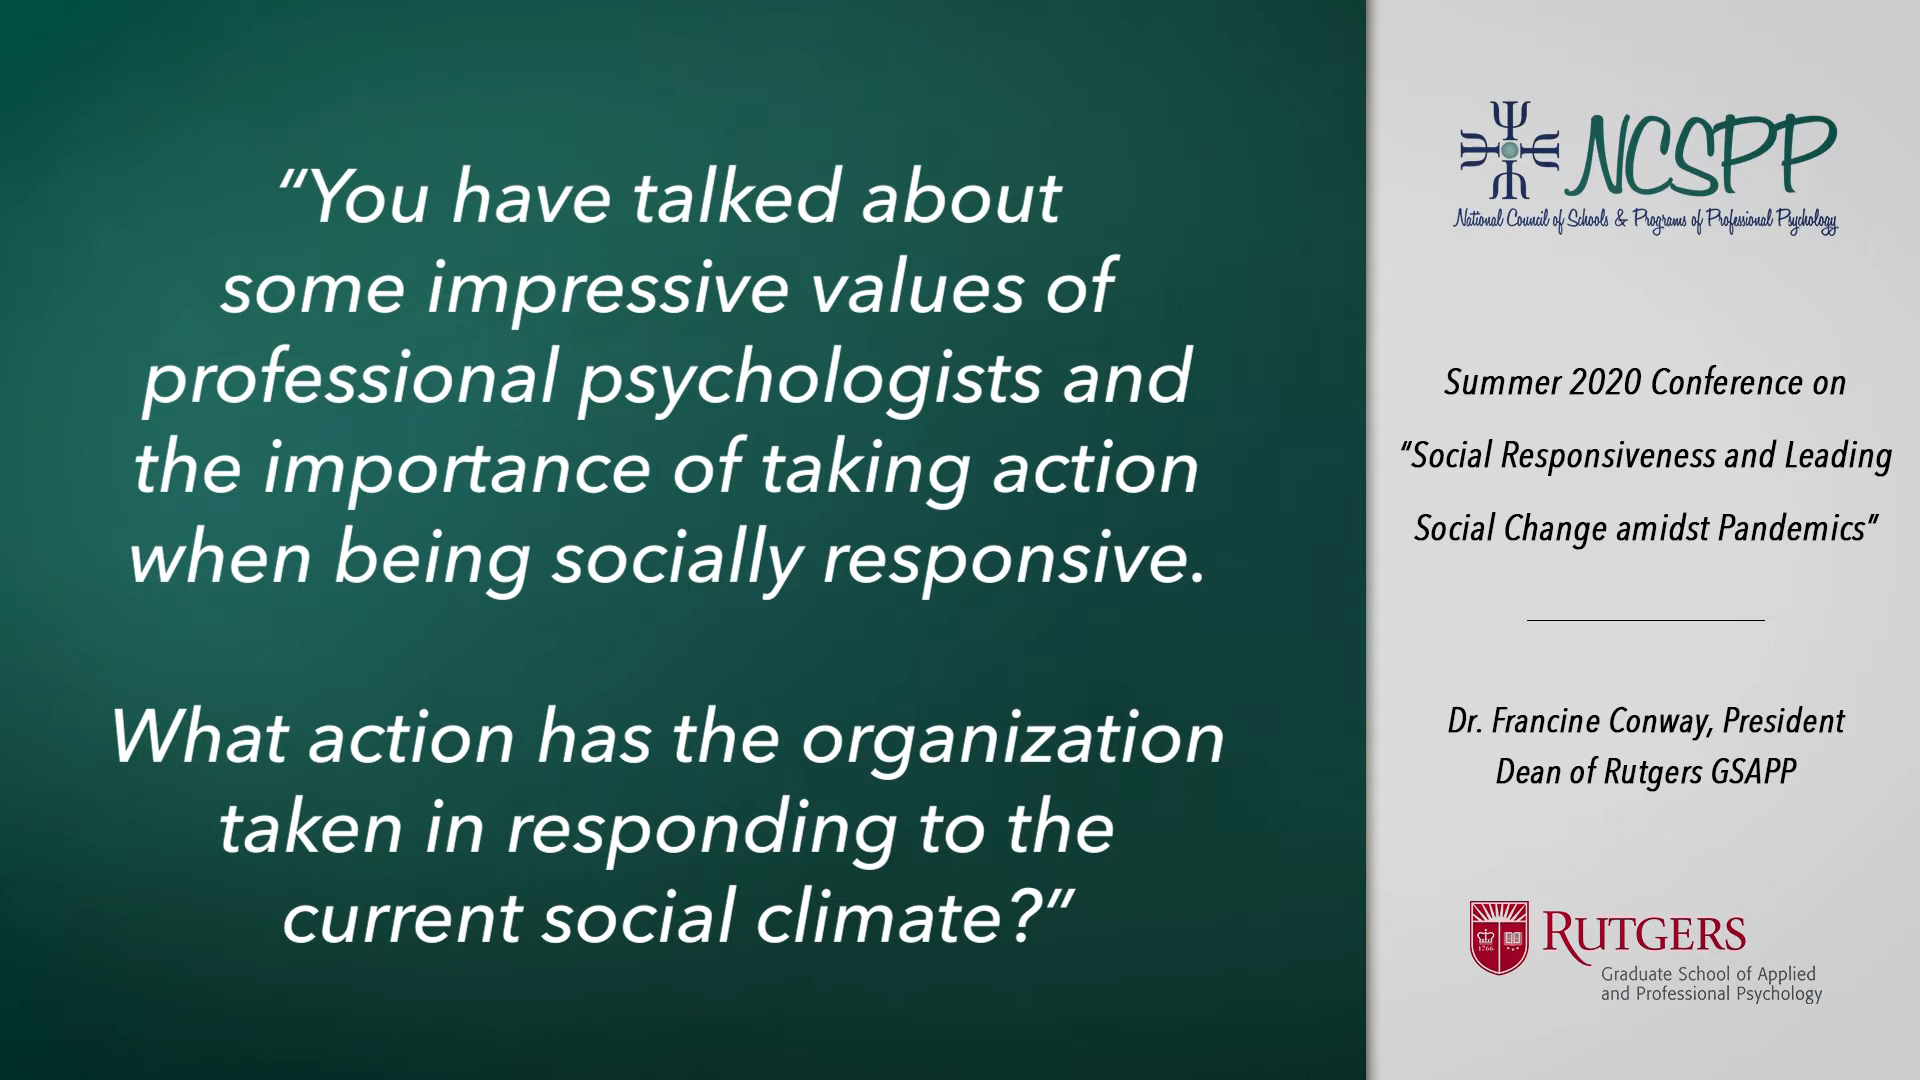 “You have talked about
some impressive values of
professional psychologists and
the importance of taking action
when being socially responsive.
What action has the organization
taken in responding to the
current social climate?”
NCSPP
National Council of Schools & Programs of Professional Psychology
Summer 2020 Conference on
“Social Responsiveness and Leading
Social Change amidst Pandemics”
Dr. Francine Conway, President
Dean of Rutgers GSAPP
1766
RUTGERS
Graduate School of Applied
and Professional Psychology